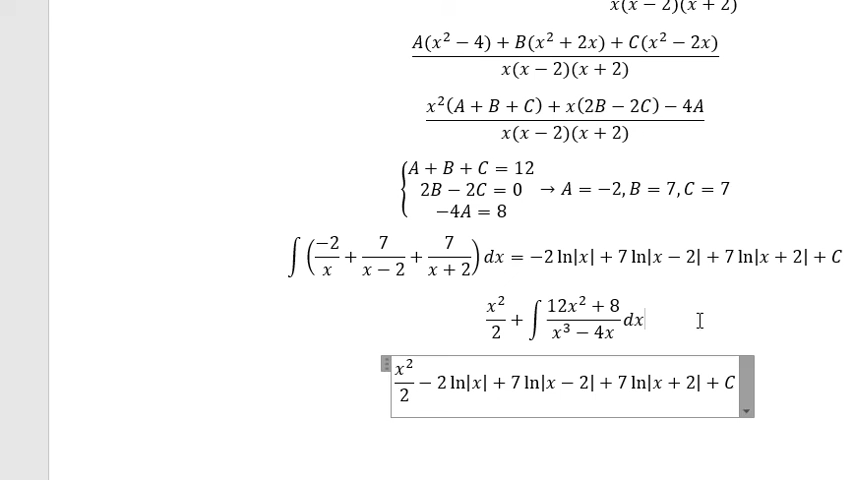 x(x − 2)(x + 2)
A(x² − 4) + B(x² + 2x) + C(x² − 2x)
x(x − 2)(x + 2)
x²(A + B + C) + x(2B − 2C) − 4A
x(x − 2)(x + 2)
{A + B + C = 12
2B − 2C = 0 → A = −2, B = 7, C = 7
−4A = 8
∫(−2/x + 7/(x − 2) + 7/(x + 2)) dx = −2 ln|x| + 7 ln|x − 2| + 7 ln|x + 2| + C
x²/2 + ∫ (12x² + 8)/(x³ − 4x) dx
x²/2 − 2 ln|x| + 7 ln|x − 2| + 7 ln|x + 2| + C